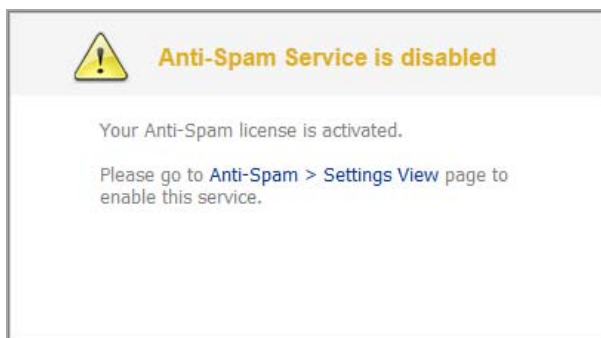 Anti-Spam Service is disabled
Your Anti-Spam license is activated.
Please go to Anti-Spam > Settings View page to
enable this service.